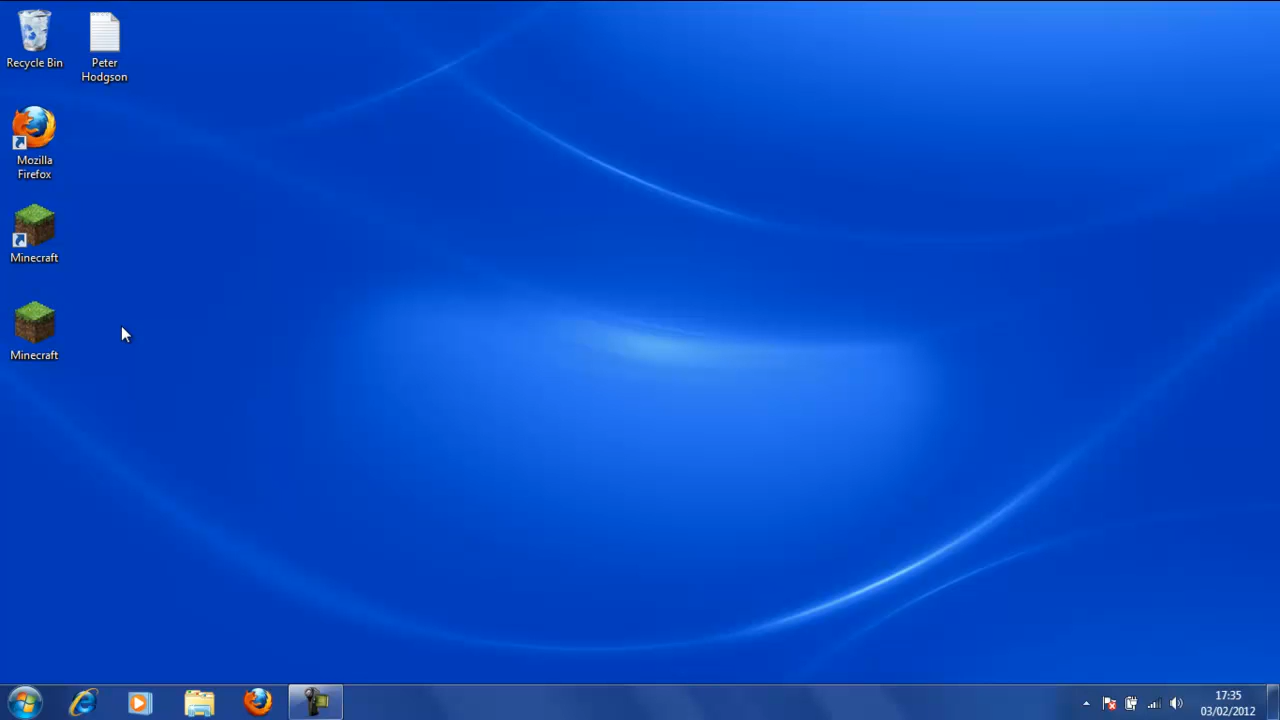 Recycle Bin
Peter
Hodgson
Mozilla
Firefox
Minecraft
Minecraft
17:35
03/02/2012